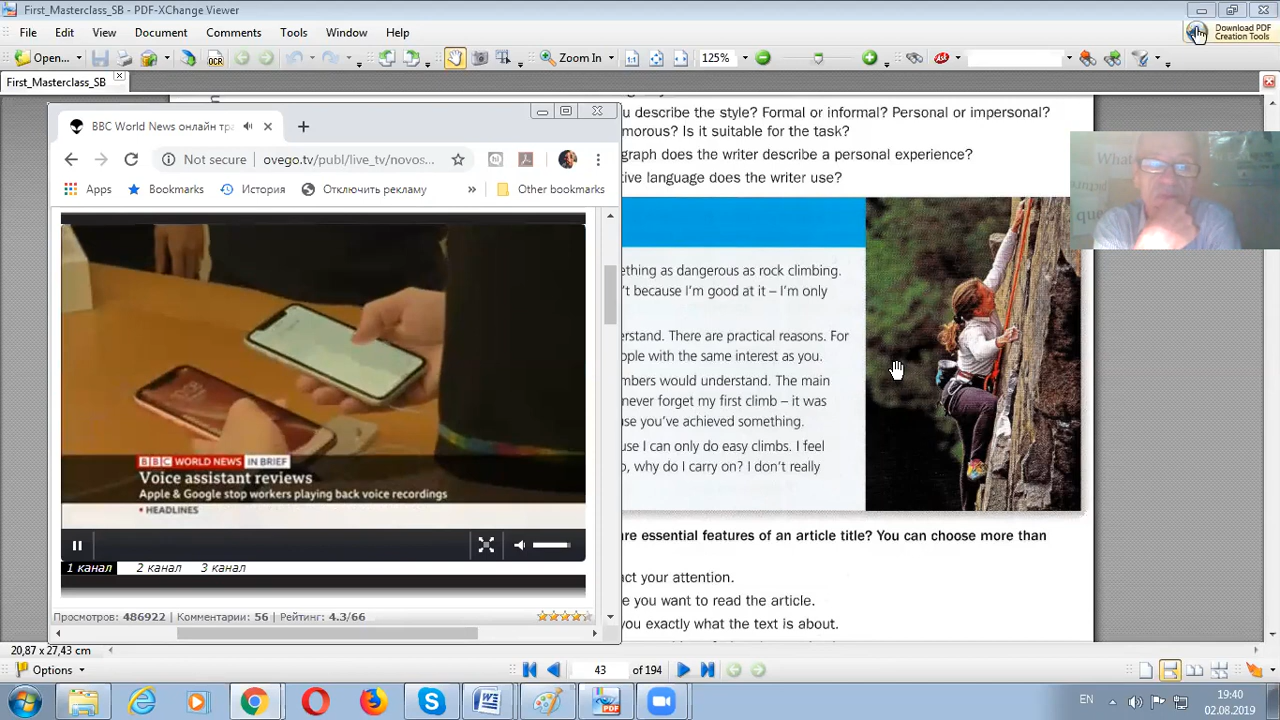 First_Masterclass_SB - PDF-XChange Viewer
File Edit View Document Comments Tools Window Help
Download PDF
Creation Tools
Open... OCR Zoom In 125%
First_Masterclass_SB
u describe the style? Formal or informal? Personal or impersonal?
morous? Is it suitable for the task?
graph does the writer describe a personal experience?
tive language does the writer use?
BBC World News онлайн тра
Not secure ovego.tv/publ/live_tv/novos...
Apps Bookmarks История Отключить рекламу » Other bookmarks
ething as dangerous as rock climbing.
't because I'm good at it – I'm only
erstand. There are practical reasons. For
ople with the same interest as you.
mbers would understand. The main
never forget my first climb – it was
se you've achieved something.
use I can only do easy climbs. I feel
o, why do I carry on? I don't really
BBC WORLD NEWS IN BRIEF
Voice assistant reviews
Apple & Google stop workers playing back voice recordings
• HEADLINES
1 канал 2 канал 3 канал
Просмотров: 486922 | Комментарии: 56 | Рейтинг: 4.3/66
are essential features of an article title? You can choose more than
act your attention.
e you want to read the article.
you exactly what the text is about.
20,87 x 27,43 cm
Options 43 of 194
EN 19:40
02.08.2019